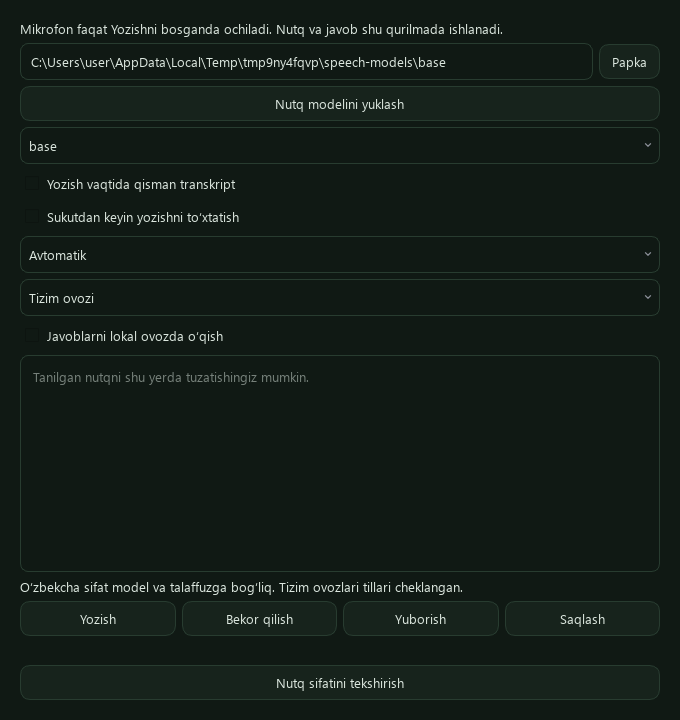 Mikrofon faqat Yozishni bosganda ochiladi. Nutq va javob shu qurilmada ishlanadi.
C:\Users\user\AppData\Local\Temp\tmp9ny4fqvp\speech-models\base
Papka
Nutq modelini yuklash
base
Yozish vaqtida qisman transkript
Sukutdan keyin yozishni to‘xtatish
Avtomatik
Tizim ovozi
Javoblarni lokal ovozda o‘qish
Tanilgan nutqni shu yerda tuzatishingiz mumkin.
O‘zbekcha sifat model va talaffuzga bog‘liq. Tizim ovozlari tillari cheklangan.
Yozish
Bekor qilish
Yuborish
Saqlash
Nutq sifatini tekshirish